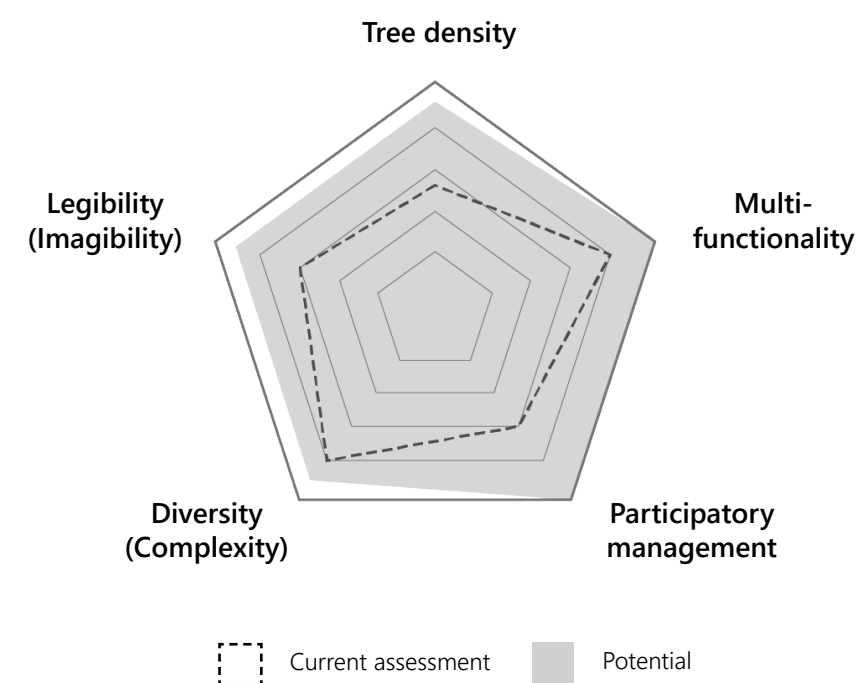 Tree density
Legibility
(Imagibility)
Multi-
functionality
Diversity
(Complexity)
Participatory
management
Current assessment
Potential